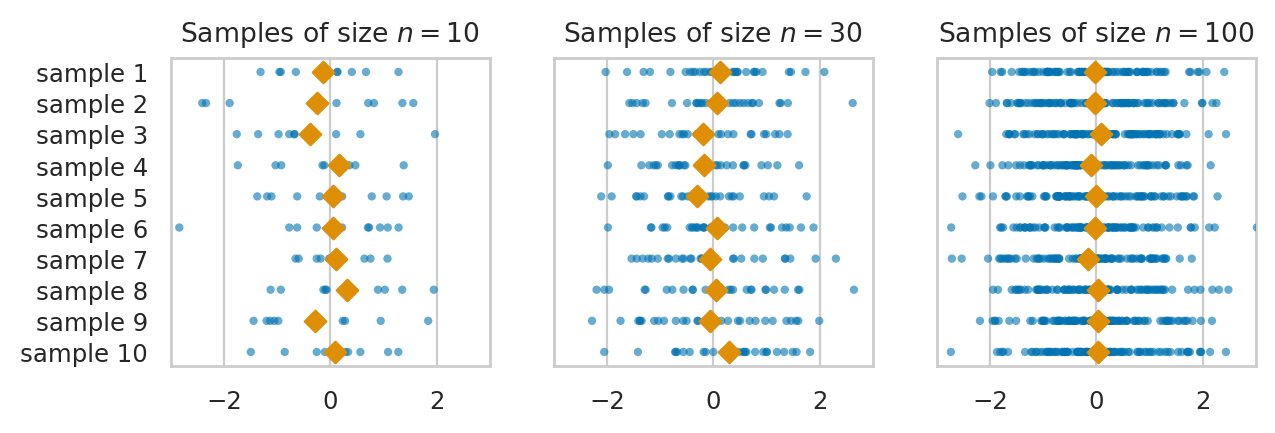 Samples of size n = 10
Samples of size n = 30
Samples of size n = 100
sample 1
sample 2
sample 3
sample 4
sample 5
sample 6
sample 7
sample 8
sample 9
sample 10
−2 0 2
−2 0 2
−2 0 2